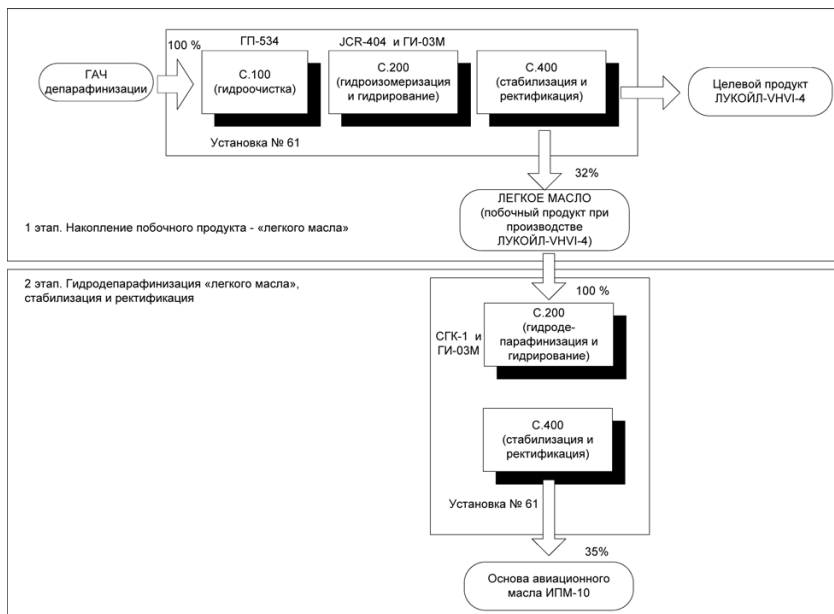 100 %
ГП-534
JCR-404 и ГИ-03М
ГАЧ
депарафинизации
С.100
(гидроочистка)
С.200
(гидроизомеризация
и гидрирование)
С.400
(стабилизация и
ректификация)
Целевой продукт
ЛУКОЙЛ-VHVI-4
Установка № 61
32%
ЛЕГКОЕ МАСЛО
(побочный продукт при
производстве
ЛУКОЙЛ-VHVI-4)
1 этап. Накопление побочного продукта - «легкого масла»
2 этап. Гидродепарафинизация «легкого масла»,
стабилизация и ректификация
100 %
СГК-1 и
ГИ-03М
С.200
(гидроде-
парафинизация и
гидрирование)
С.400
(стабилизация и
ректификация)
Установка № 61
35%
Основа авиационного
масла ИПМ-10